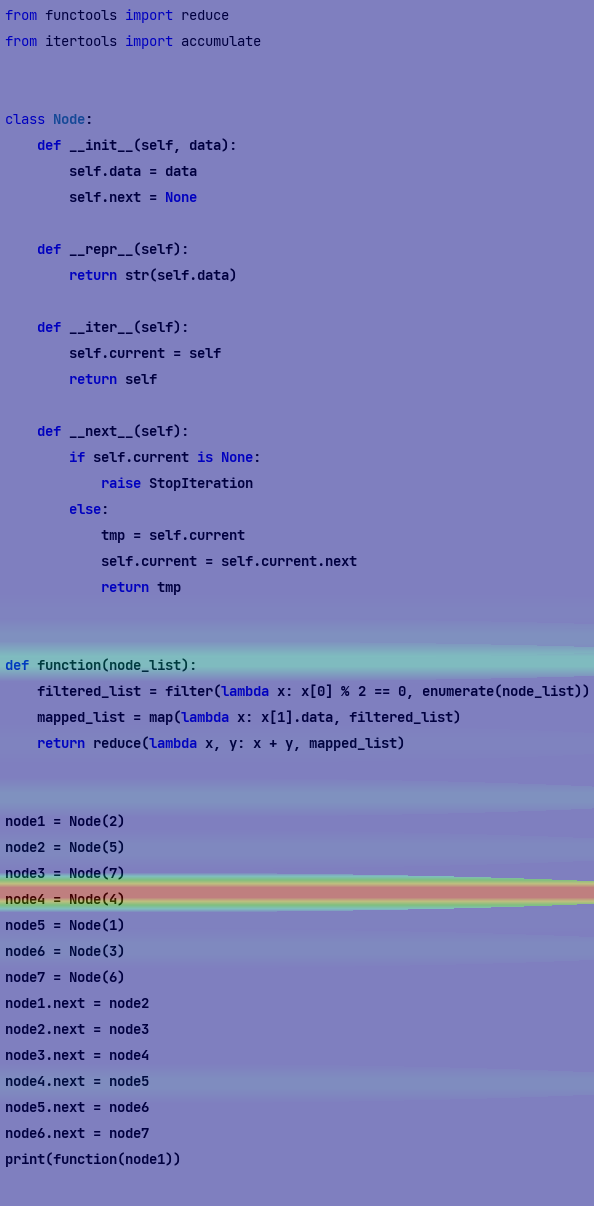 from functools import reduce
from itertools import accumulate
class Node:
    def __init__(self, data):
        self.data = data
        self.next = None
    def __repr__(self):
        return str(self.data)
    def __iter__(self):
        self.current = self
        return self
    def __next__(self):
        if self.current is None:
            raise StopIteration
        else:
            tmp = self.current
            self.current = self.current.next
            return tmp
def function(node_list):
    filtered_list = filter(lambda x: x[0] % 2 == 0, enumerate(node_list))
    mapped_list = map(lambda x: x[1].data, filtered_list)
    return reduce(lambda x, y: x + y, mapped_list)
node1 = Node(2)
node2 = Node(5)
node3 = Node(7)
node4 = Node(4)
node5 = Node(1)
node6 = Node(3)
node7 = Node(6)
node1.next = node2
node2.next = node3
node3.next = node4
node4.next = node5
node5.next = node6
node6.next = node7
print(function(node1))